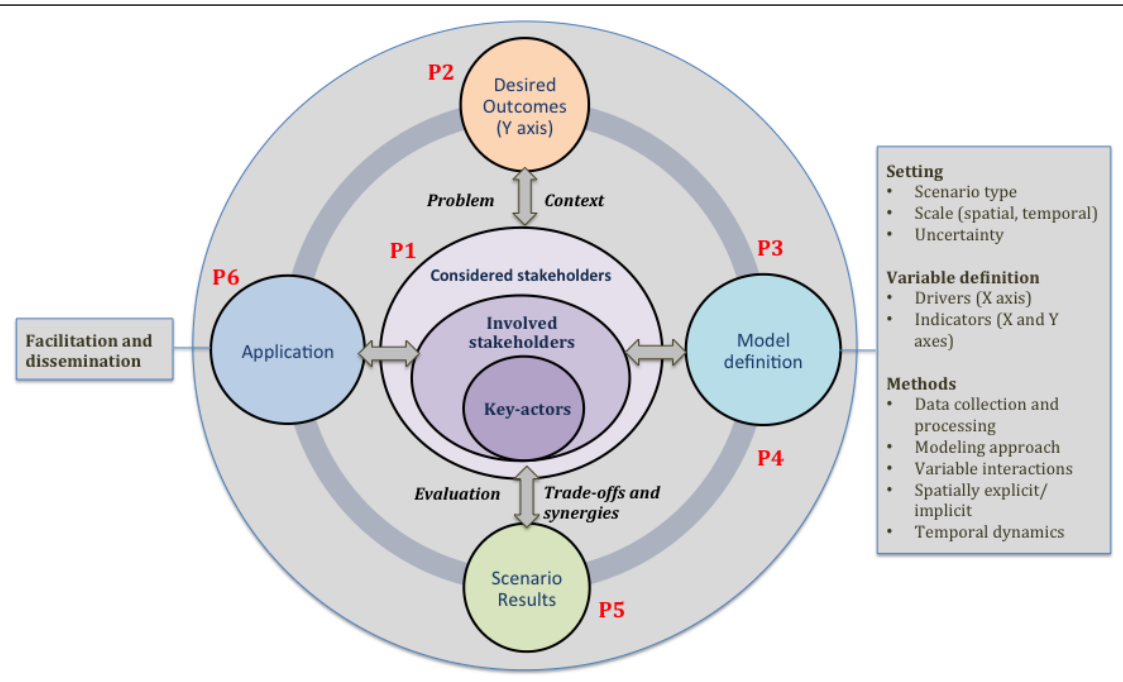 P2
Desired
Outcomes
(Y axis)
Problem
Context
P1
Considered stakeholders
Involved
stakeholders
Key-actors
P6
Application
Facilitation and
dissemination
P3
Model
definition
P4
Evaluation
Trade-offs and
synergies
Scenario
Results
P5
Setting
• Scenario type
• Scale (spatial, temporal)
• Uncertainty
Variable definition
• Drivers (X axis)
• Indicators (X and Y
axes)
Methods
• Data collection and
processing
• Modeling approach
• Variable interactions
• Spatially explicit/
implicit
• Temporal dynamics